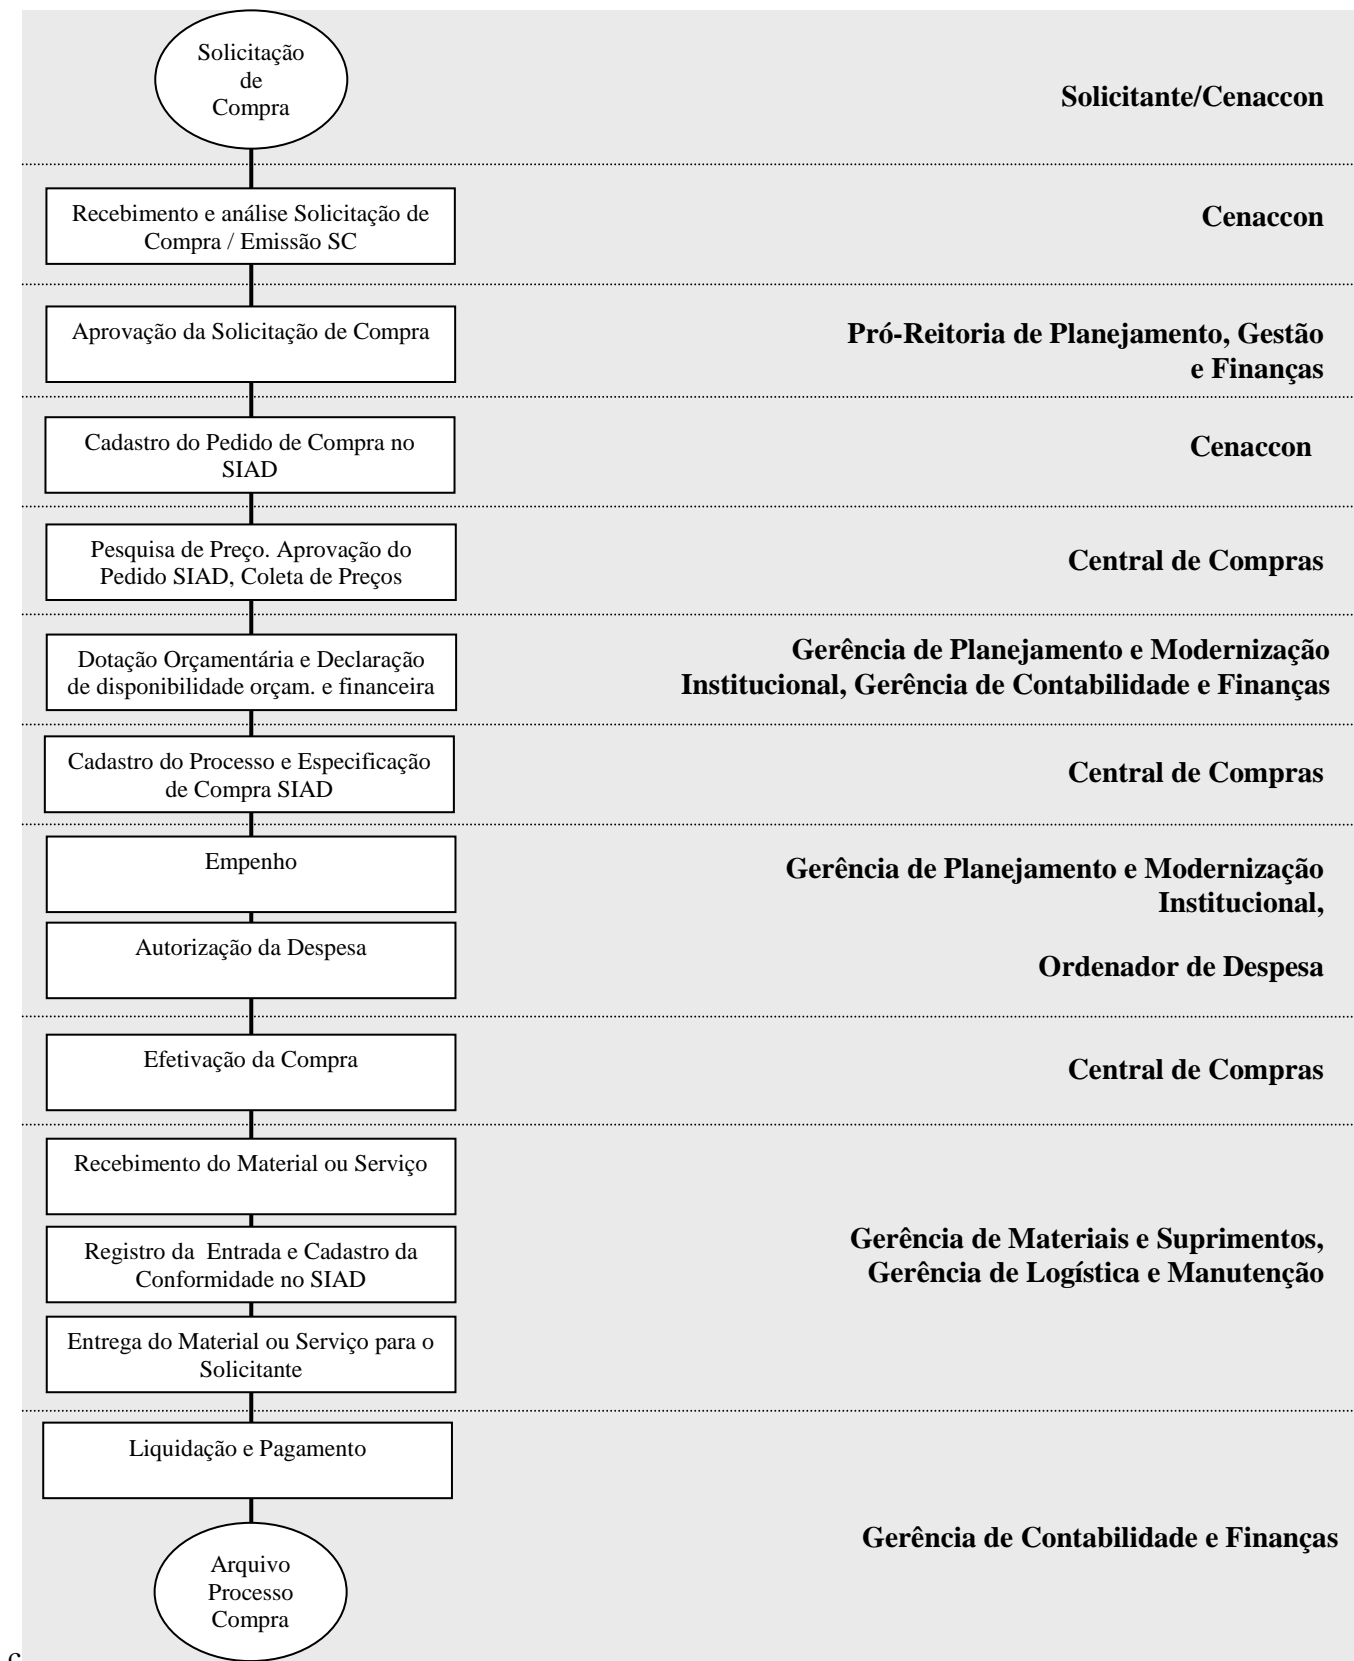 Solicitação
de
Compra
Solicitante/Cenaccon
Recebimento e análise Solicitação de
Compra / Emissão SC
Cenaccon
Aprovação da Solicitação de Compra
Pró-Reitoria de Planejamento, Gestão
e Finanças
Cadastro do Pedido de Compra no
SIAD
Cenaccon
Pesquisa de Preço. Aprovação do
Pedido SIAD, Coleta de Preços
Central de Compras
Dotação Orçamentária e Declaração
de disponibilidade orçam. e financeira
Gerência de Planejamento e Modernização
Institucional, Gerência de Contabilidade e Finanças
Cadastro do Processo e Especificação
de Compra SIAD
Central de Compras
Empenho
Gerência de Planejamento e Modernização
Institucional,
Autorização da Despesa
Ordenador de Despesa
Efetivação da Compra
Central de Compras
Recebimento do Material ou Serviço
Registro da  Entrada e Cadastro da
Conformidade no SIAD
Gerência de Materiais e Suprimentos,
Gerência de Logística e Manutenção
Entrega do Material ou Serviço para o
Solicitante
Liquidação e Pagamento
Gerência de Contabilidade e Finanças
Arquivo
Processo
Compra